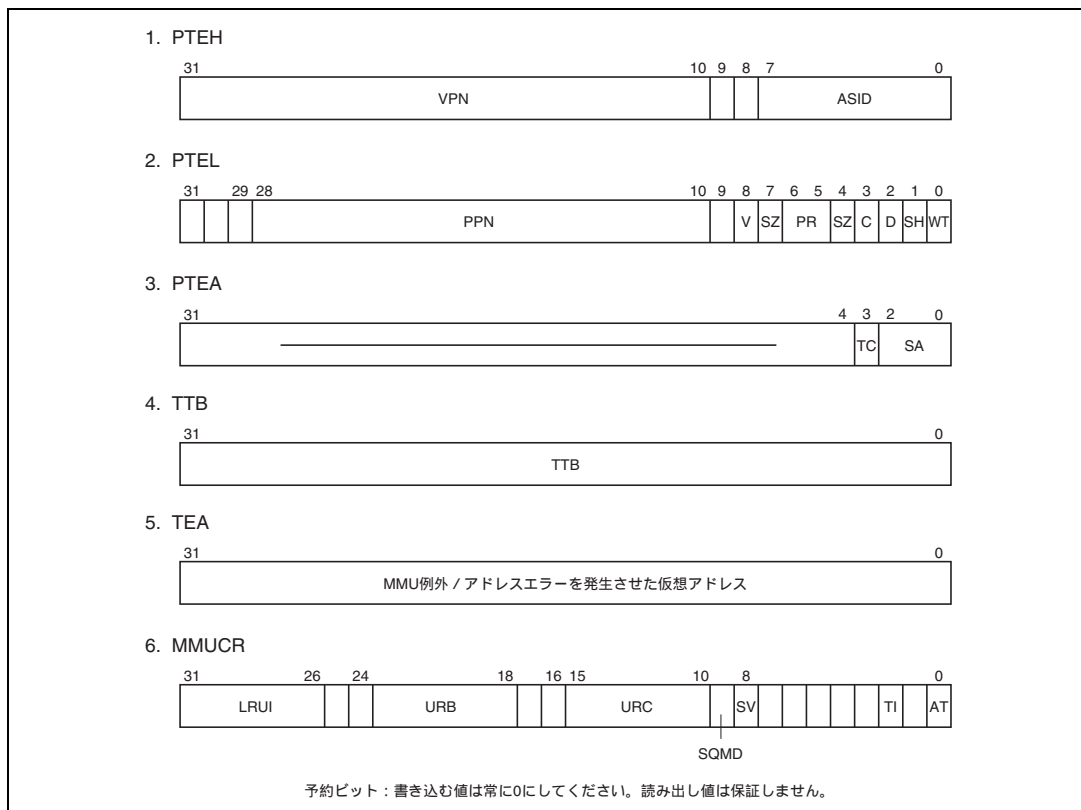 1. PTEH
31 10 9 8 7 0
VPN ASID
2. PTEL
31 29 28 10 9 8 7 6 5 4 3 2 1 0
PPN V SZ PR SZ C D SH WT
3. PTEA
31 4 3 2 0
TC SA
4. TTB
31 0
TTB
5. TEA
31 0
MMU例外 / アドレスエラーを発生させた仮想アドレス
6. MMUCR
31 26 24 18 16 15 10 8 0
LRUI URB URC SV TI AT
SQMD
予約ビット：書き込む値は常に0にしてください。読み出し値は保証しません。